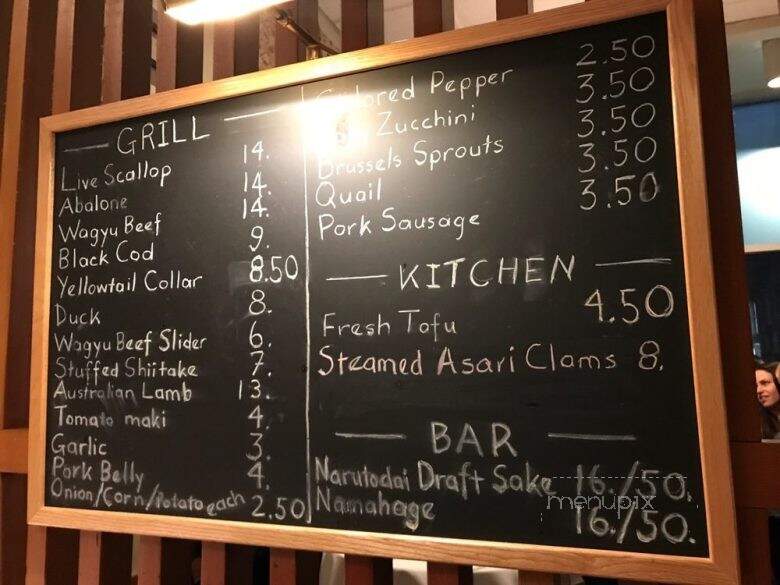 GRILL
Live Scallop 14.
Abalone 14.
Wagyu Beef 14.
Black Cod 9.
Yellowtail Collar 8.50
Duck 8.
Wagyu Beef Slider 6.
Stuffed Shiitake 7.
Australian Lamb 13.
Tomato maki 4.
Garlic 3.
Pork Belly 4.
Onion/Corn/Potato each 2.50
Pepper 2.50
Zucchini 3.50
Brussels Sprouts 3.50
Quail 3.50
Pork Sausage 3.50
KITCHEN
Fresh Tofu 4.50
Steamed Asari Clams 8.
BAR
Narutodai Draft Sake 16./50.
Namahage 16./50.
menupix